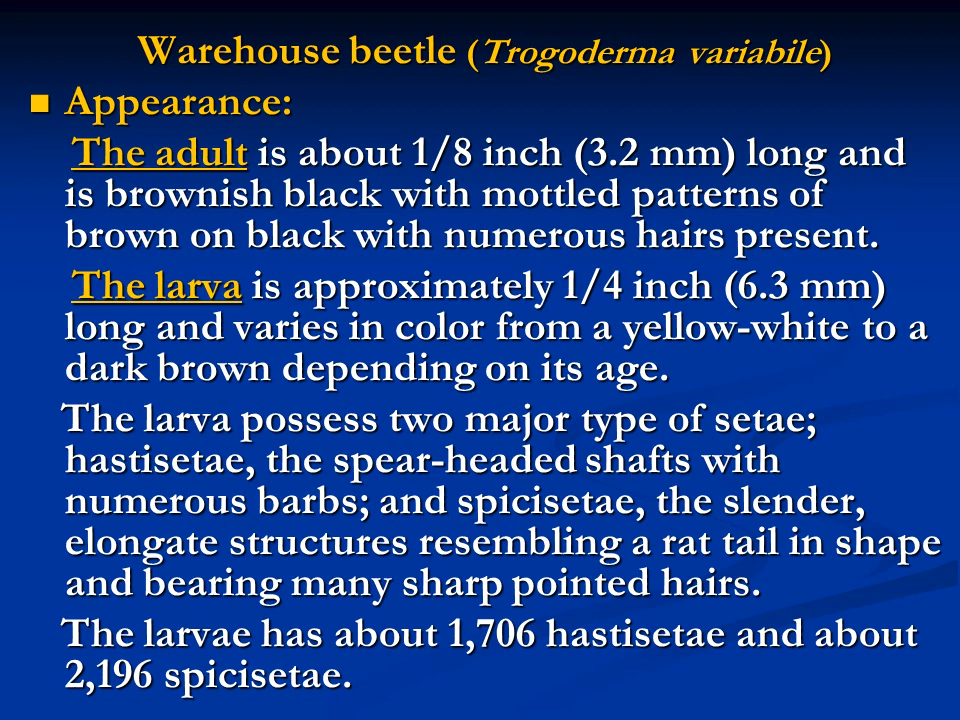 Warehouse beetle (Trogoderma variabile)
Appearance:
The adult is about 1/8 inch (3.2 mm) long and
is brownish black with mottled patterns of
brown on black with numerous hairs present.
The larva is approximately 1/4 inch (6.3 mm)
long and varies in color from a yellow-white to a
dark brown depending on its age.
The larva possess two major type of setae;
hastisetae, the spear-headed shafts with
numerous barbs; and spicisetae, the slender,
elongate structures resembling a rat tail in shape
and bearing many sharp pointed hairs.
The larvae has about 1,706 hastisetae and about
2,196 spicisetae.